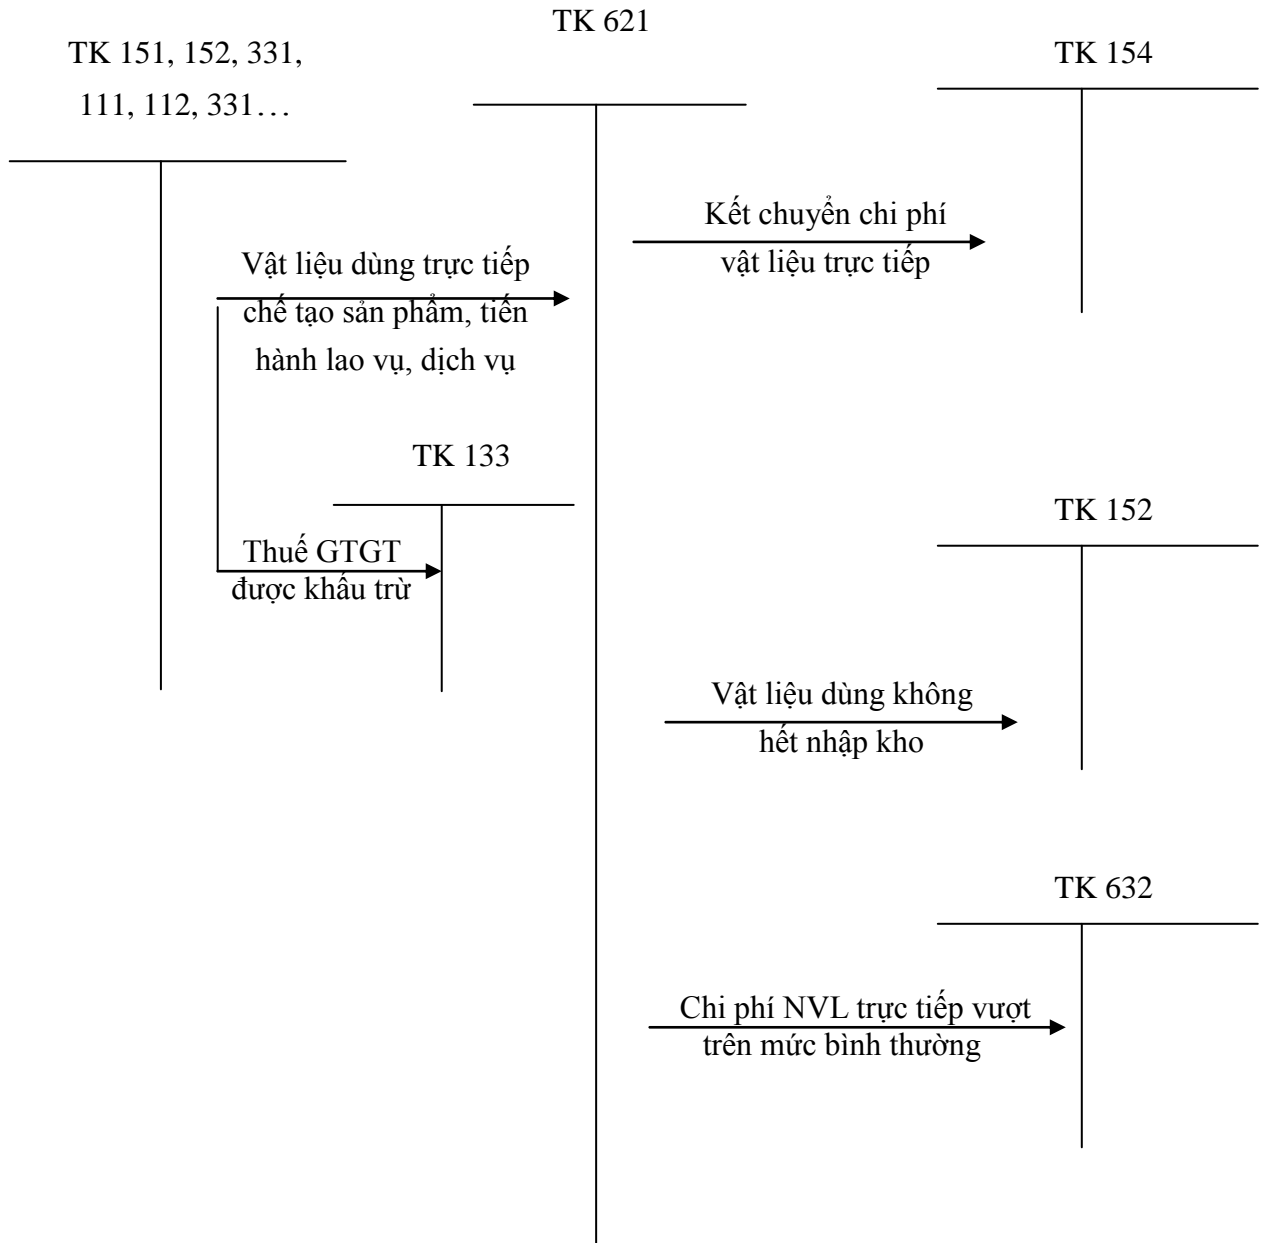 TK 621
TK 151, 152, 331,
111, 112, 331…
TK 154
Kết chuyển chi phí
vật liệu trực tiếp
Vật liệu dùng trực tiếp
chế tạo sản phẩm, tiến
hành lao vụ, dịch vụ
TK 133
Thuế GTGT
được khấu trừ
TK 152
Vật liệu dùng không
hết nhập kho
TK 632
Chi phí NVL trực tiếp vượt
trên mức bình thường